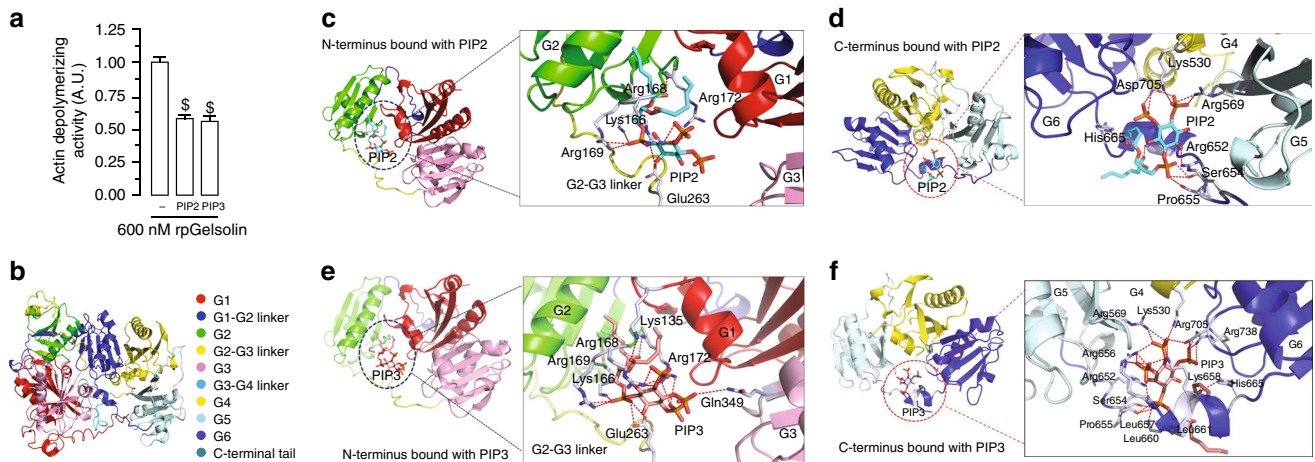 a
1.25
1.00
0.75
0.50
0.25
0.00
Actin depolymerizing
activity (A.U.)
$
$
–
PIP2
PIP3
600 nM rpGelsolin
b
G1
G1-G2 linker
G2
G2-G3 linker
G3
G3-G4 linker
G4
G5
G6
C-terminal tail
c
N-terminus bound with PIP2
PIP2
G2
G1
Arg168
Arg172
Lys166
Arg169
PIP2
G2-G3 linker
Glu263
G3
d
C-terminus bound with PIP2
PIP2
G4
Lys530
Asp705
Arg569
G6
PIP2
His665
G5
Arg652
Ser654
Pro655
e
PIP3
N-terminus bound with PIP3
G2
Lys135
G1
Arg168
Arg169
Arg172
Lys166
Gln349
Glu263
PIP3
G3
G2-G3 linker
f
PIP3
C-terminus bound with PIP3
G5
G4
Arg569
Lys530
Arg705
Arg738
G6
Arg656
PIP3
Arg652
Lys658
His665
Ser654
Pro655
Leu657
Leu661
Leu660